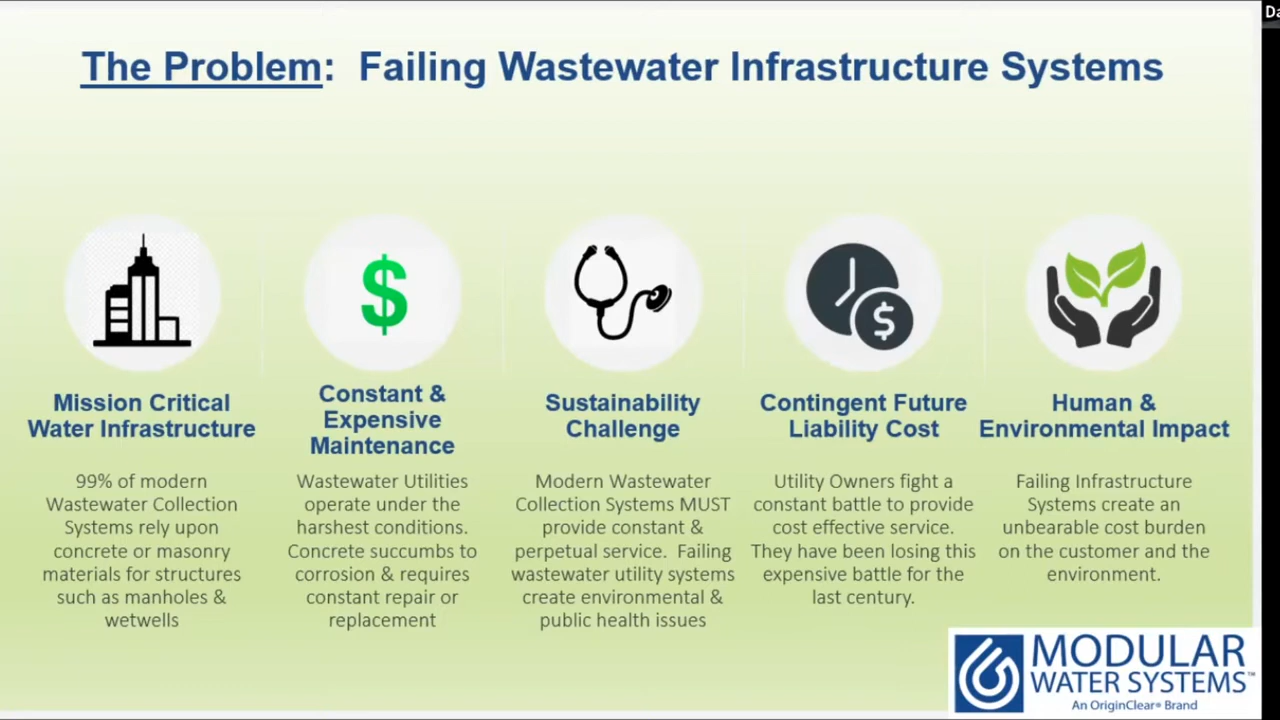 Da
The Problem: Failing Wastewater Infrastructure Systems
$
$
Mission Critical
Water Infrastructure
99% of modern
Wastewater Collection
Systems rely upon
concrete or masonry
materials for structures
such as manholes &
wetwells
Constant &
Expensive
Maintenance
Wastewater Utilities
operate under the
harshest conditions.
Concrete succumbs to
corrosion & requires
constant repair or
replacement
Sustainability
Challenge
Modern Wastewater
Collection Systems MUST
provide constant &
perpetual service. Failing
wastewater utility systems
create environmental &
public health issues
Contingent Future
Liability Cost
Utility Owners fight a
constant battle to provide
cost effective service.
They have been losing this
expensive battle for the
last century.
Human &
Environmental Impact
Failing Infrastructure
Systems create an
unbearable cost burden
on the customer and the
environment.
MODULAR
WATER SYSTEMS™
An OriginClear® Brand